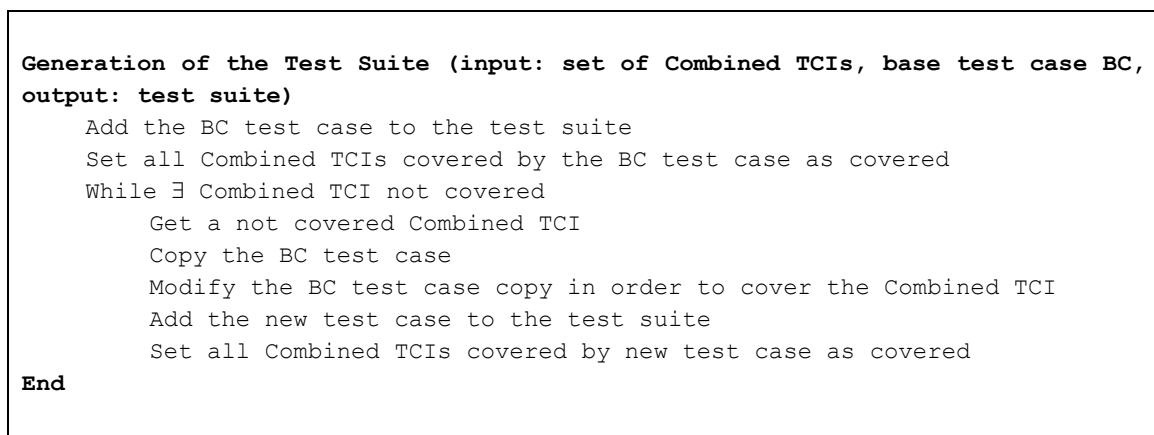 Generation of the Test Suite (input: set of Combined TCIs, base test case BC,
output: test suite)
Add the BC test case to the test suite
Set all Combined TCIs covered by the BC test case as covered
While ∃ Combined TCI not covered
Get a not covered Combined TCI
Copy the BC test case
Modify the BC test case copy in order to cover the Combined TCI
Add the new test case to the test suite
Set all Combined TCIs covered by new test case as covered
End